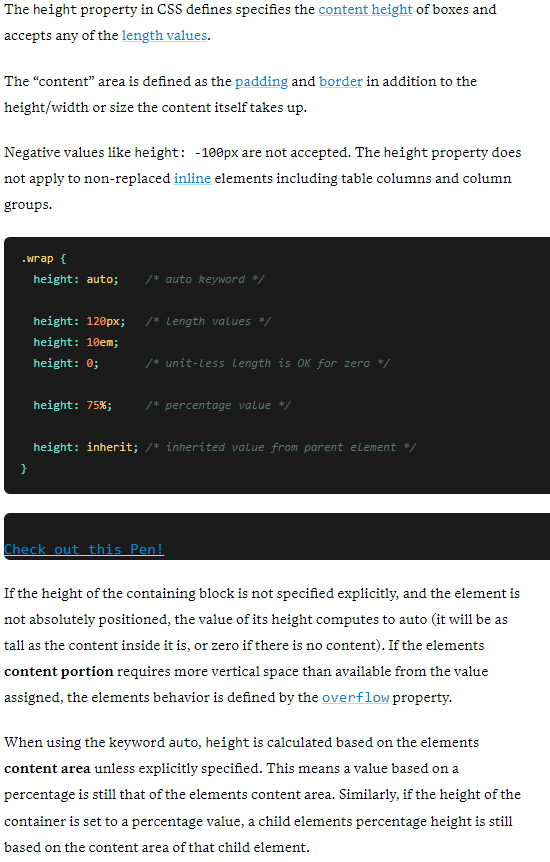 The height property in CSS defines specifies the content height of boxes and
accepts any of the length values.
The “content” area is defined as the padding and border in addition to the
height/width or size the content itself takes up.
Negative values like height: -100px are not accepted. The height property does
not apply to non-replaced inline elements including table columns and column
groups.
.wrap {
height: auto; /* auto keyword */
height: 120px; /* length values */
height: 10em;
height: 0; /* unit-less length is OK for zero */
height: 75%; /* percentage value */
height: inherit; /* inherited value from parent element */
}
Check out this Pen!
If the height of the containing block is not specified explicitly, and the element is
not absolutely positioned, the value of its height computes to auto (it will be as
tall as the content inside it is, or zero if there is no content). If the elements
content portion requires more vertical space than available from the value
assigned, the elements behavior is defined by the overflow property.
When using the keyword auto, height is calculated based on the elements
content area unless explicitly specified. This means a value based on a
percentage is still that of the elements content area. Similarly, if the height of the
container is set to a percentage value, a child elements percentage height is still
based on the content area of that child element.